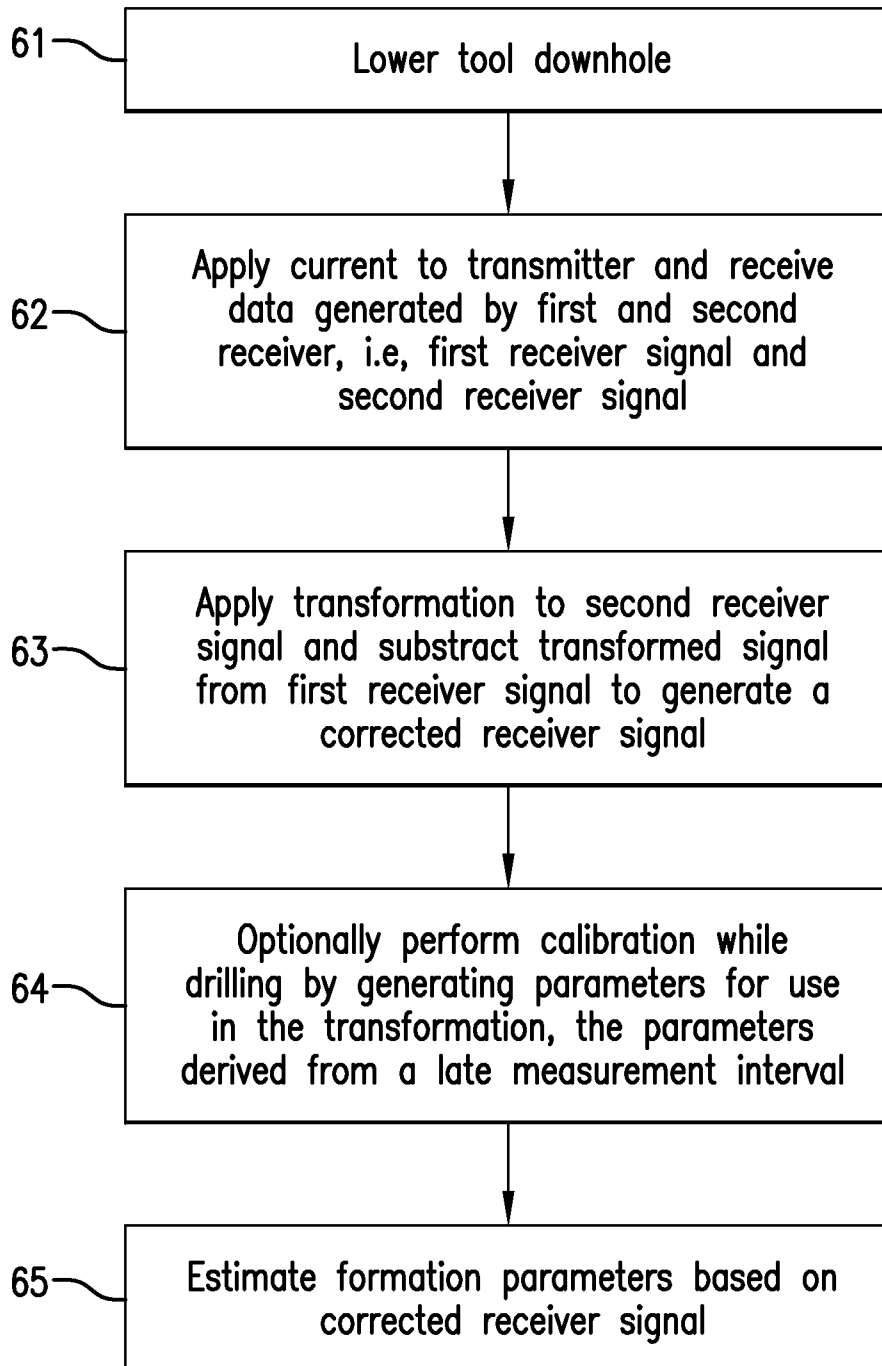 61
Lower tool downhole
62
Apply current to transmitter and receive
data generated by first and second
receiver, i.e, first receiver signal and
second receiver signal
63
Apply transformation to second receiver
signal and substract transformed signal
from first receiver signal to generate a
corrected receiver signal
64
Optionally perform calibration while
drilling by generating parameters for use
in the transformation, the parameters
derived from a late measurement interval
65
Estimate formation parameters based on
corrected receiver signal